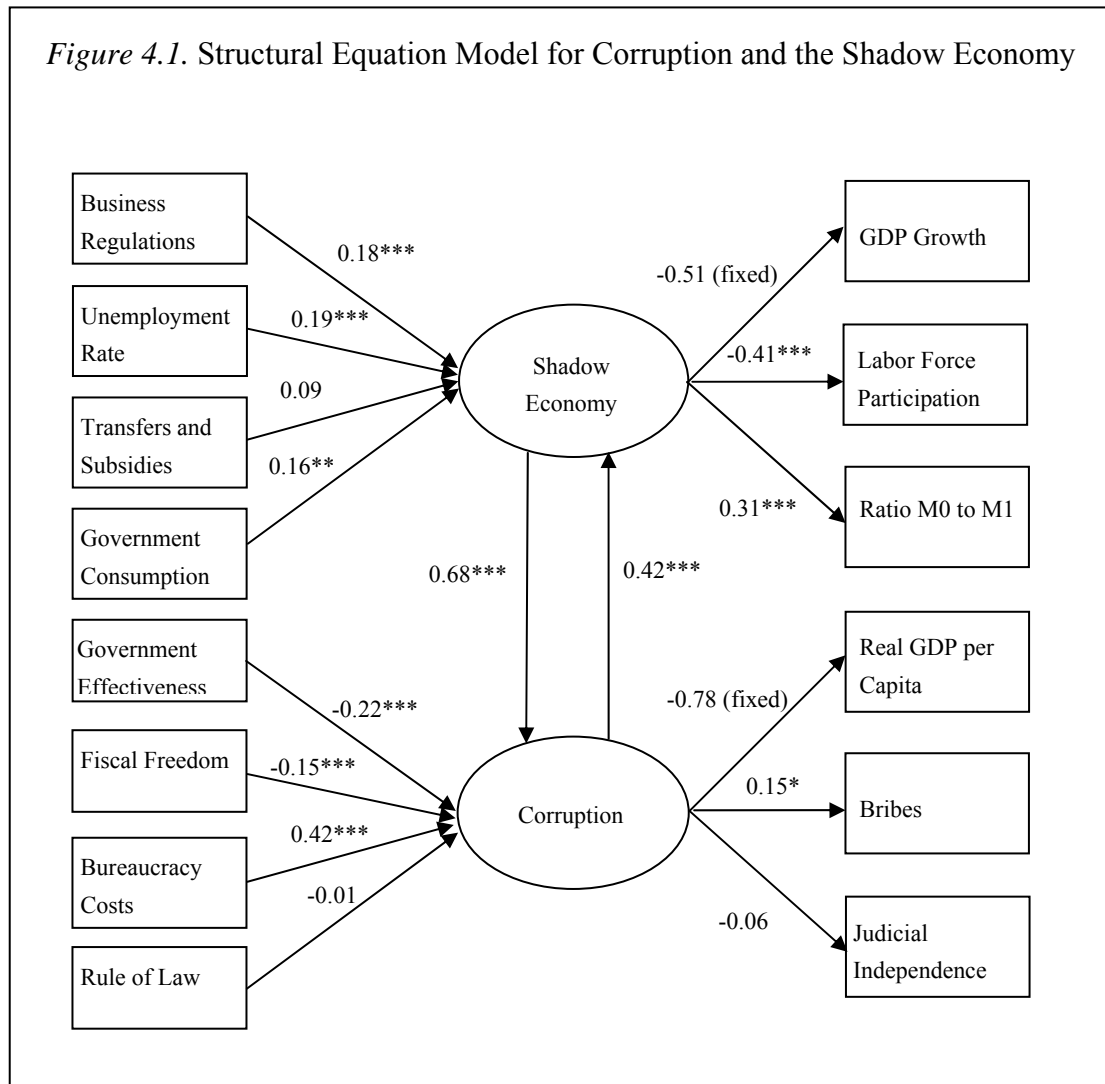 Figure 4.1. Structural Equation Model for Corruption and the Shadow Economy
Business
Regulations
0.18***
Unemployment
Rate
0.19***
Transfers and
Subsidies
0.09
Government
Consumption
0.16**
Shadow
Economy
-0.51 (fixed)
GDP Growth
-0.41***
Labor Force
Participation
0.31***
Ratio M0 to M1
0.68***
0.42***
Government
Effectiveness
-0.22***
Fiscal Freedom
-0.15***
Bureaucracy
Costs
0.42***
Rule of Law
-0.01
Corruption
-0.78 (fixed)
Real GDP per
Capita
0.15*
Bribes
-0.06
Judicial
Independence